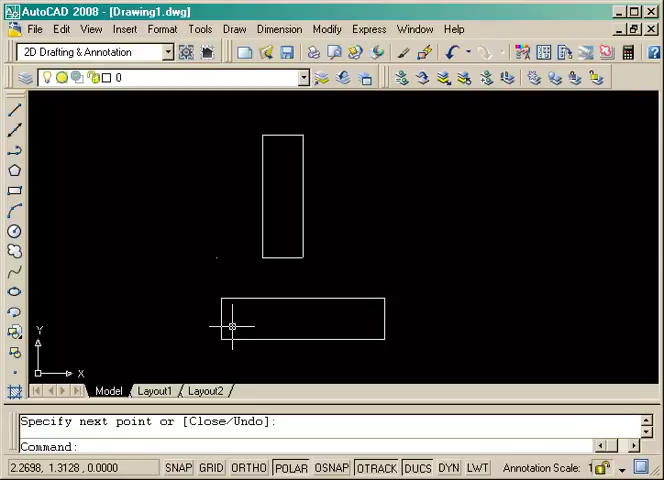 AutoCAD 2008 - [Drawing1.dwg]
File Edit View Insert Format Tools Draw Dimension Modify Express Window Help
2D Drafting & Annotation
0
Y
X
Model Layout1 Layout2
Specify next point or [Close/Undo]:
Command:
2.2698, 1.3128, 0.0000 SNAP GRID ORTHO POLAR OSNAP OTRACK DUCS DYN LWT Annotation Scale: 1